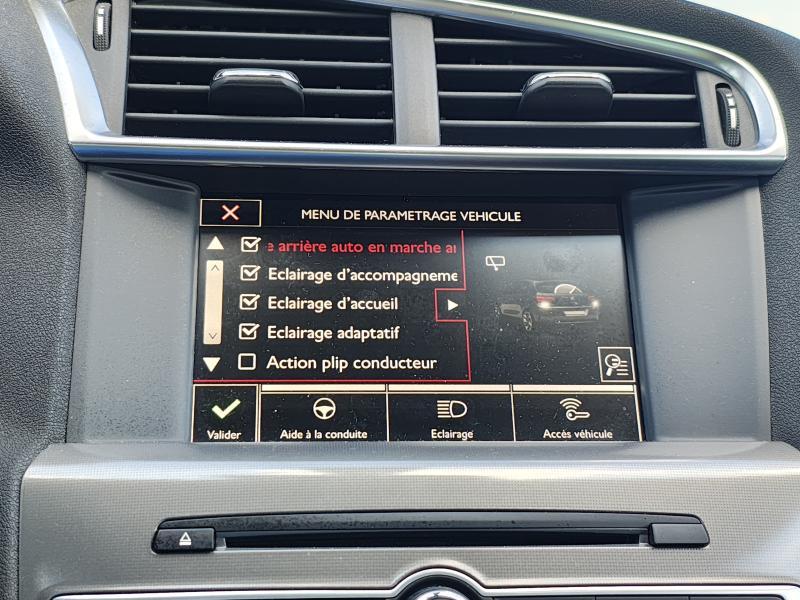 MENU DE PARAMETRAGE VEHICULE
e arrière auto en marche
Eclairage d'accompagneme
Eclairage d'accueil
Eclairage adaptatif
Action plip conducteur
Valider
Aide à la conduite
Eclairage
Accès véhicule